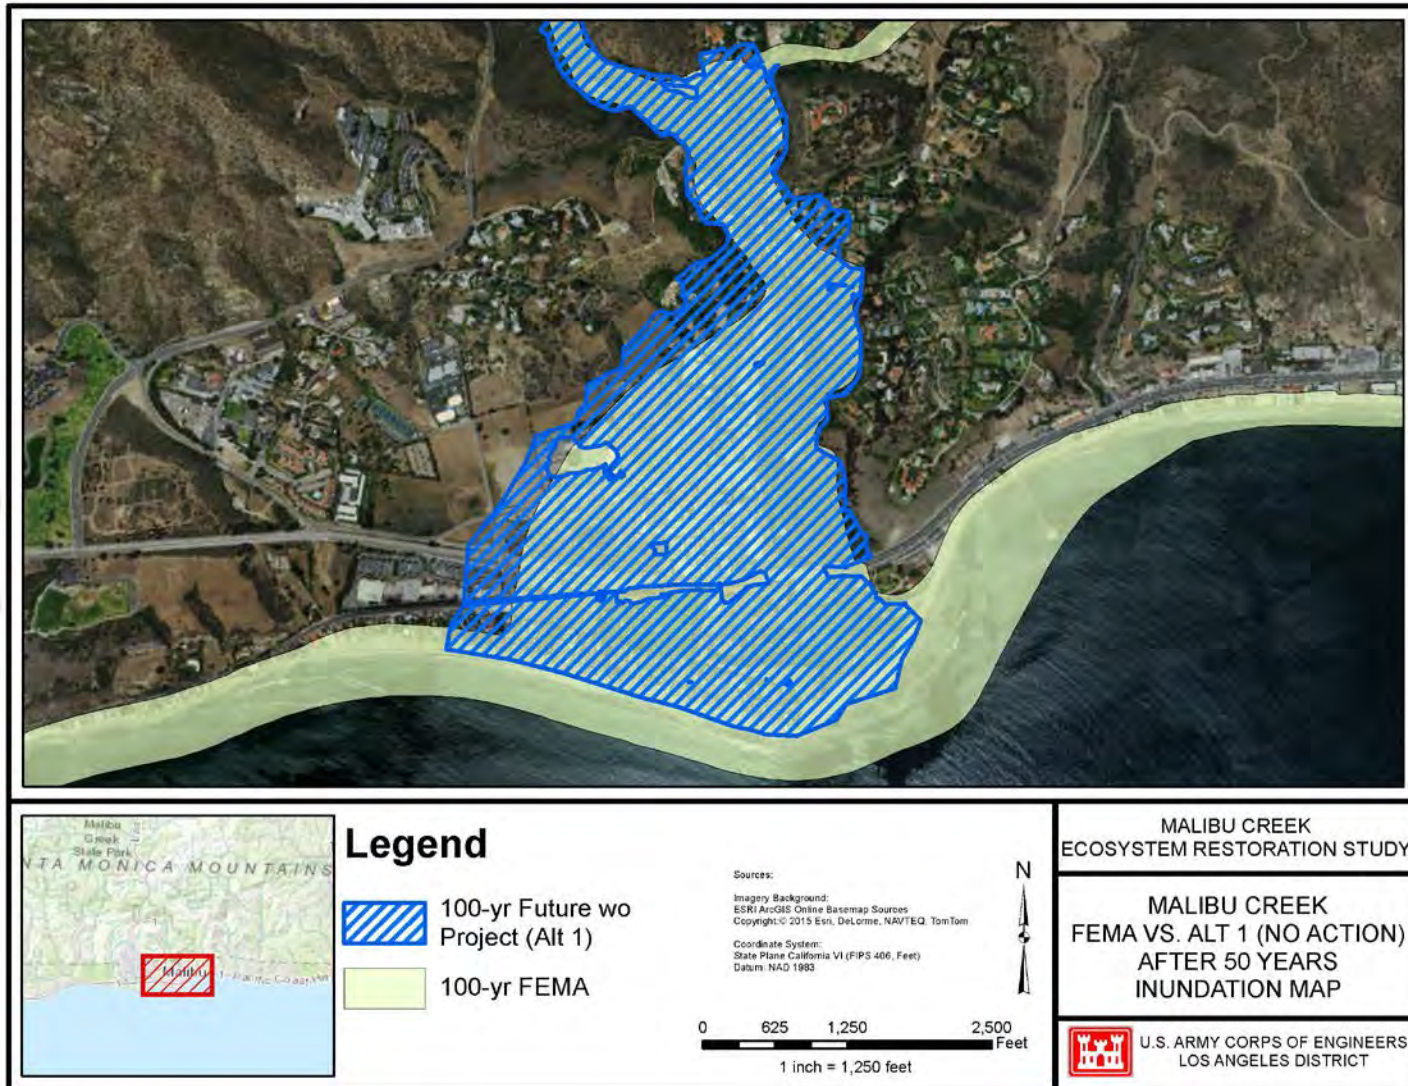 Malibu
Creek
State Park
NTA MONICA MOUNTAINS
Malibu
Legend
100-yr Future wo
Project (Alt 1)
100-yr FEMA
Sources:
Imagery Background:
ESRI ArcGIS Online Basemap Sources
Copyright:© 2015 Esri, DeLorme, NAVTEQ, TomTom
Coordinate System:
State Plane California VI (FIPS 406, Feet)
Datum: NAD 1983
N
0 625 1,250 2,500
Feet
1 inch = 1,250 feet
MALIBU CREEK
ECOSYSTEM RESTORATION STUDY
MALIBU CREEK
FEMA VS. ALT 1 (NO ACTION)
AFTER 50 YEARS
INUNDATION MAP
U.S. ARMY CORPS OF ENGINEERS
LOS ANGELES DISTRICT